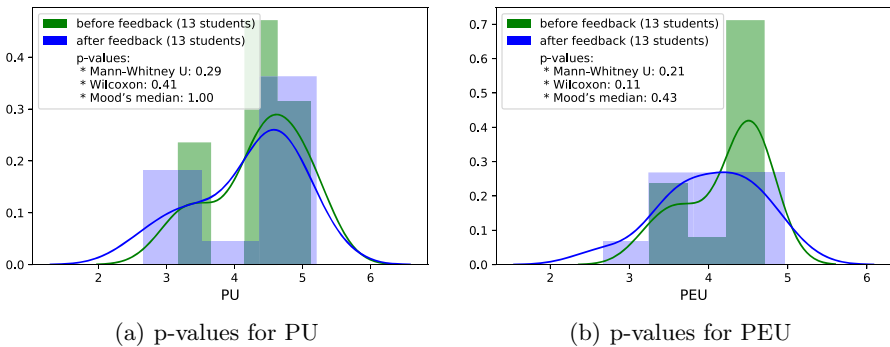 before feedback (13 students)
after feedback (13 students)
p-values:
* Mann-Whitney U: 0.29
* Wilcoxon: 0.41
* Mood's median: 1.00
0.4
0.3
0.2
0.1
0.0
2 3 4 5 6
PU
(a) p-values for PU
before feedback (13 students)
after feedback (13 students)
p-values:
* Mann-Whitney U: 0.21
* Wilcoxon: 0.11
* Mood's median: 0.43
0.7
0.6
0.5
0.4
0.3
0.2
0.1
0.0
2 3 4 5 6
PEU
(b) p-values for PEU